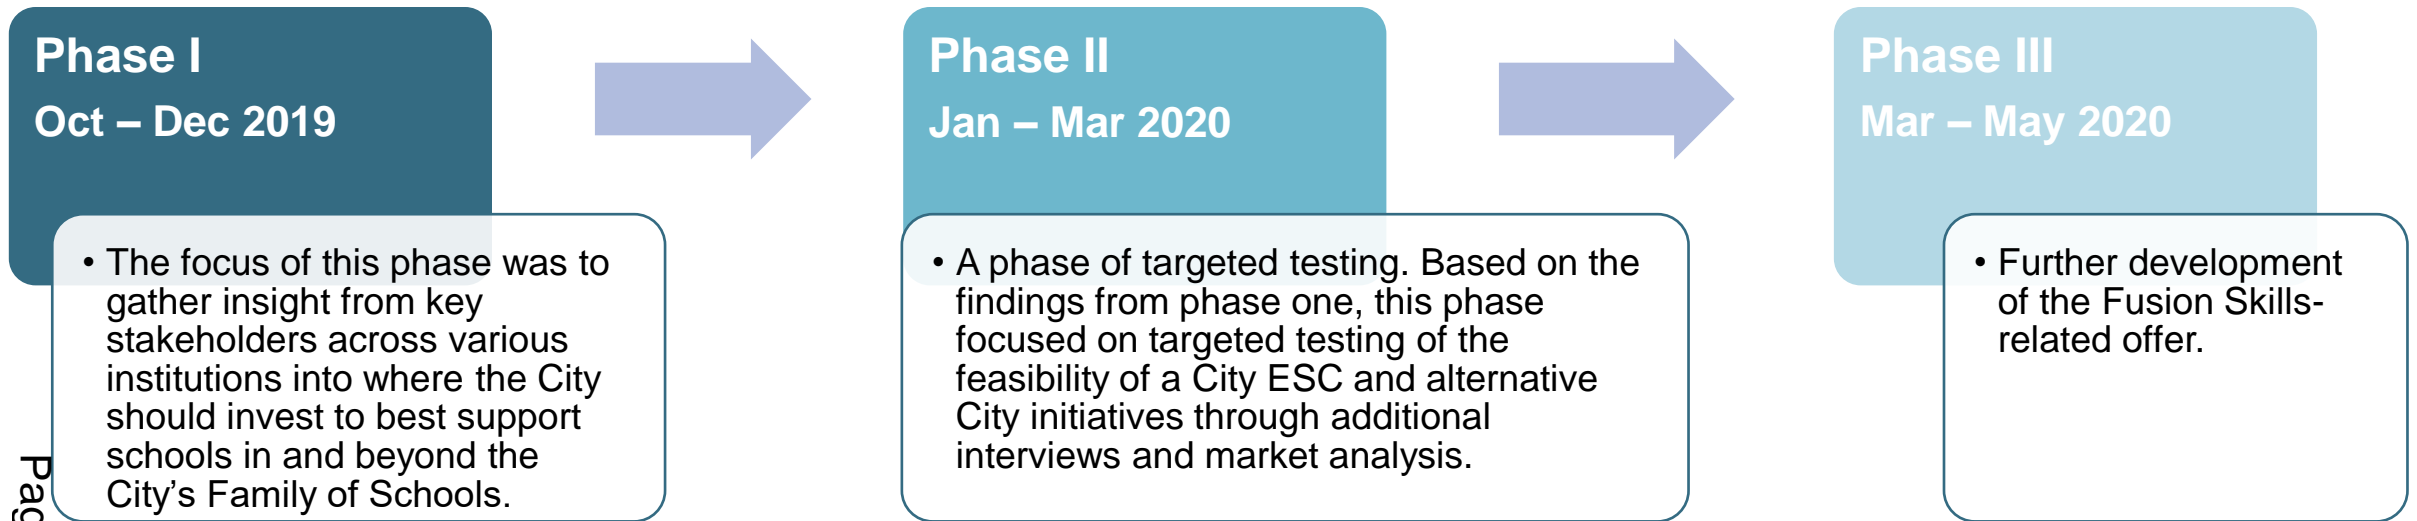 Phase I
Oct – Dec 2019
• The focus of this phase was to
gather insight from key
stakeholders across various
institutions into where the City
should invest to best support
schools in and beyond the
City’s Family of Schools.
Phase II
Jan – Mar 2020
• A phase of targeted testing. Based on the
findings from phase one, this phase
focused on targeted testing of the
feasibility of a City ESC and alternative
City initiatives through additional
interviews and market analysis.
Phase III
Mar – May 2020
• Further development
of the Fusion Skills-
related offer.